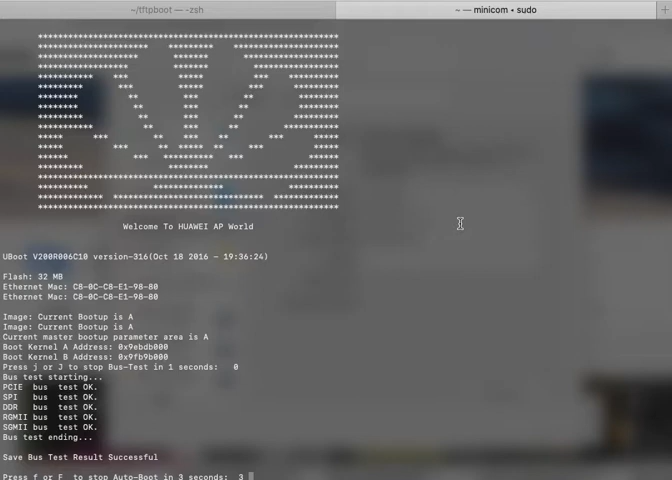 ~/tftpboot — -zsh
~ — minicom • sudo
Welcome To HUAWEI AP World
UBoot V200R006C10 version-316(Oct 18 2016 - 19:36:24)
Flash: 32 MB
Ethernet Mac: C8-0C-C8-E1-98-80
Ethernet Mac: C8-0C-C8-E1-98-80
Image: Current Bootup is A
Image: Current Bootup is A
Current master bootup parameter area is A
Boot Kernel A Address: 0x9ebdb000
Boot Kernel B Address: 0x9fb9b000
Press j or J to stop Bus-Test in 1 seconds: 0
Bus test starting...
PCIE bus test OK.
SPI bus test OK.
DDR bus test OK.
RGMII bus test OK.
SGMII bus test OK.
Bus test ending...
Save Bus Test Result Successful
Press f or F to stop Auto-Boot in 3 seconds: 3